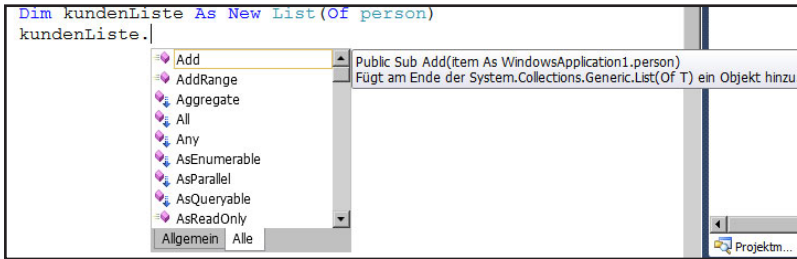 Dim kundenListe As New List(Of person)
kundenListe.
Add
AddRange
Aggregate
All
Any
AsEnumerable
AsParallel
AsQueryable
AsReadOnly
Allgemein Alle
Public Sub Add(item As WindowsApplication1.person)
Fügt am Ende der System.Collections.Generic.List(Of T) ein Objekt hinzu
Projektm...